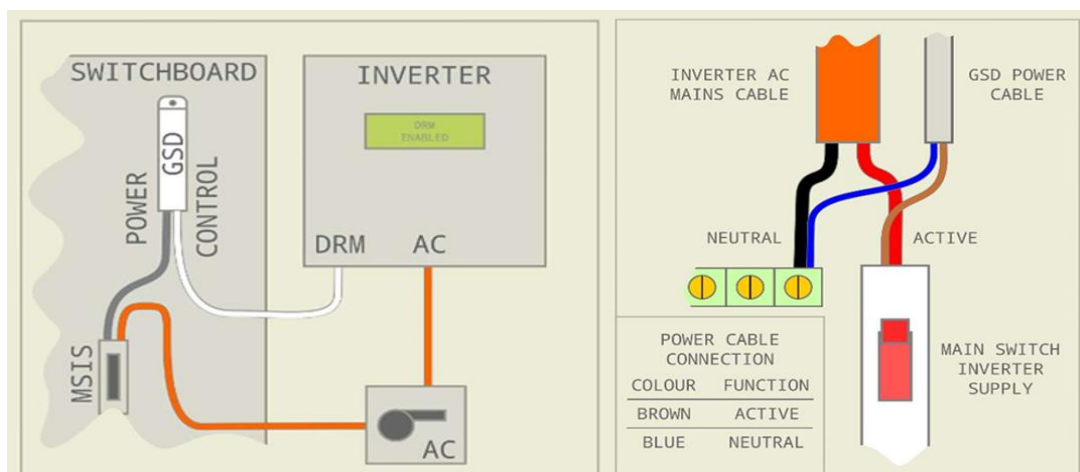 SWITCHBOARD
GSD
POWER
CONTROL
MSIS
INVERTER
DRM
ENABLED
DRM AC
AC
INVERTER AC
MAINS CABLE
GSD POWER
CABLE
NEUTRAL
ACTIVE
POWER CABLE
CONNECTION
COLOUR FUNCTION
BROWN ACTIVE
BLUE NEUTRAL
MAIN SWITCH
INVERTER
SUPPLY